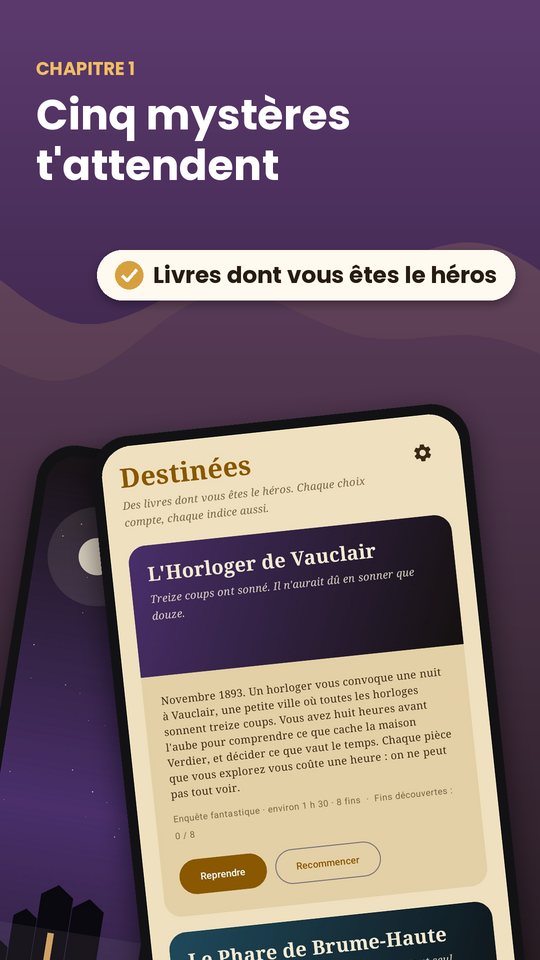 CHAPITRE 1
Cinq mystères
t'attendent
Livres dont vous êtes le héros
Destinées
Des livres dont vous êtes le héros. Chaque choix
compte, chaque indice aussi.
L'Horloger de Vauclair
Treize coups ont sonné. Il n'aurait dû en sonner que
douze.
Novembre 1893. Un horloger vous convoque une nuit
à Vauclair, une petite ville où toutes les horloges
sonnent treize coups. Vous avez huit heures avant
l'aube pour comprendre ce que cache la maison
Verdier, et décider ce que vaut le temps. Chaque pièce
que vous explorez vous coûte une heure : on ne peut
pas tout voir.
Enquête fantastique · environ 1 h 30 · 8 fins · Fins découvertes :
0 / 8
Reprendre
Recommencer
Le Phare de Brume-Haute